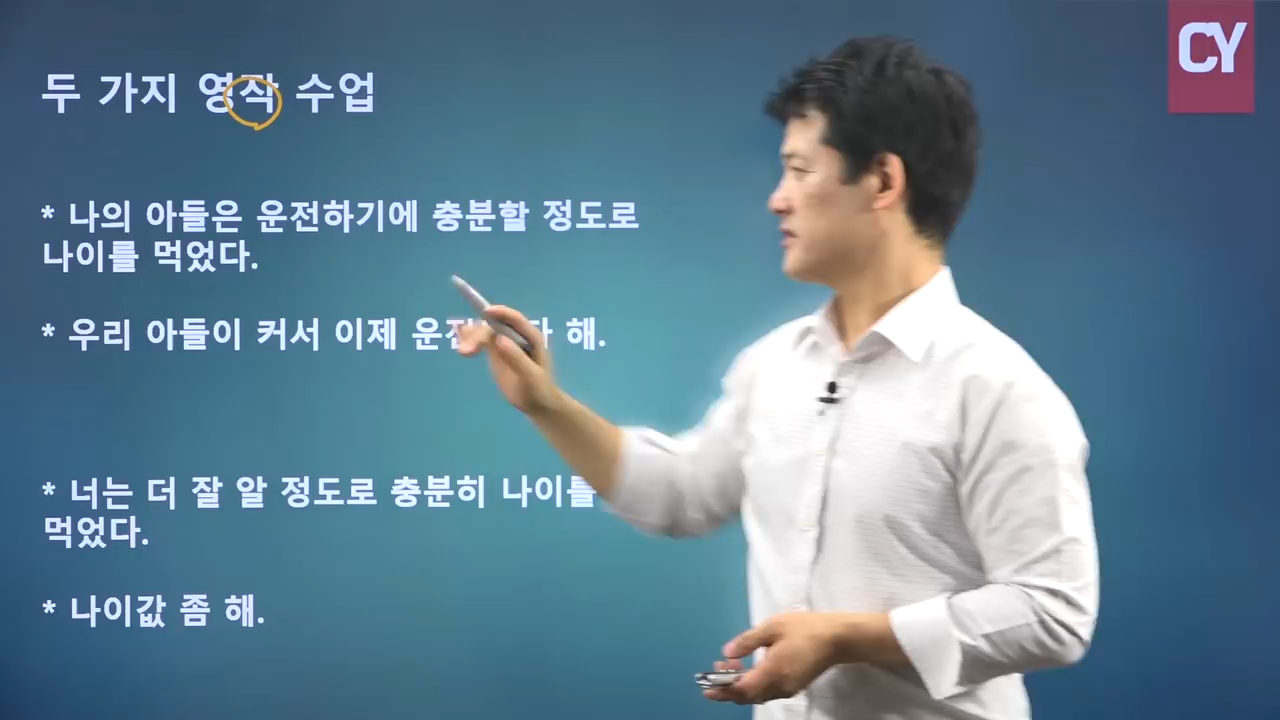 CY
두 가지 영작 수업
* 나의 아들은 운전하기에 충분할 정도로
나이를 먹었다.
* 우리 아들이 커서 이제 해.
* 너는 더 잘 알 정도로 충분히 나이를
먹었다.
* 나이값 좀 해.